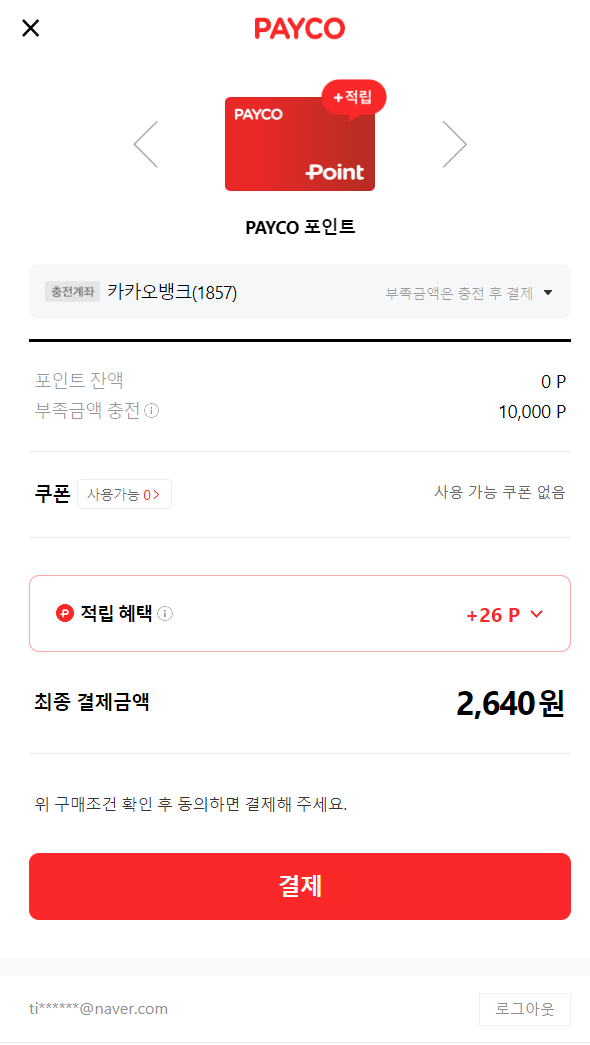 PAYCO
+적립
PAYCO
Point
PAYCO 포인트
충전계좌 카카오뱅크(1857) 부족금액은 충전 후 결제
포인트 잔액 0 P
부족금액 충전 10,000 P
쿠폰 사용가능 0 사용 가능 쿠폰 없음
적립 혜택 +26 P
최종 결제금액 2,640원
위 구매조건 확인 후 동의하면 결제해 주세요.
결제
ti******@naver.com 로그아웃